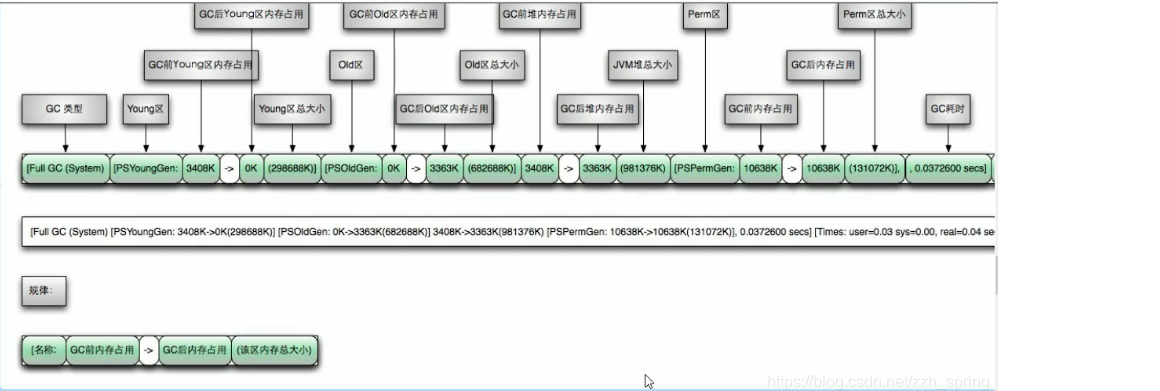 GC后Young区内存占用
GC前Old区内存占用
GC前堆内存占用
Perm区
Perm区总大小
GC前Young区内存占用
Old区
Old区总大小
JVM堆总大小
GC后内存占用
GC 类型
Young区
Young区总大小
GC后Old区内存占用
GC后堆内存占用
GC前内存占用
GC耗时
[Full GC (System) [PSYoungGen: 3408K -> 0K (298688K)] [PSOldGen: 0K -> 3363K (682688K)] 3408K -> 3363K (981376K) [PSPermGen: 10638K -> 10638K (131072K)], , 0.0372600 secs]
[Full GC (System) [PSYoungGen: 3408K->0K(298688K)] [PSOldGen: 0K->3363K(682688K)] 3408K->3363K(981376K) [PSPermGen: 10638K->10638K(131072K)], 0.0372600 secs] [Times: user=0.03 sys=0.00, real=0.04 se
规律：
[名称: GC前内存占用 -> GC后内存占用 (该区内存总大小)
https://blog.csdn.net/zzh_spring